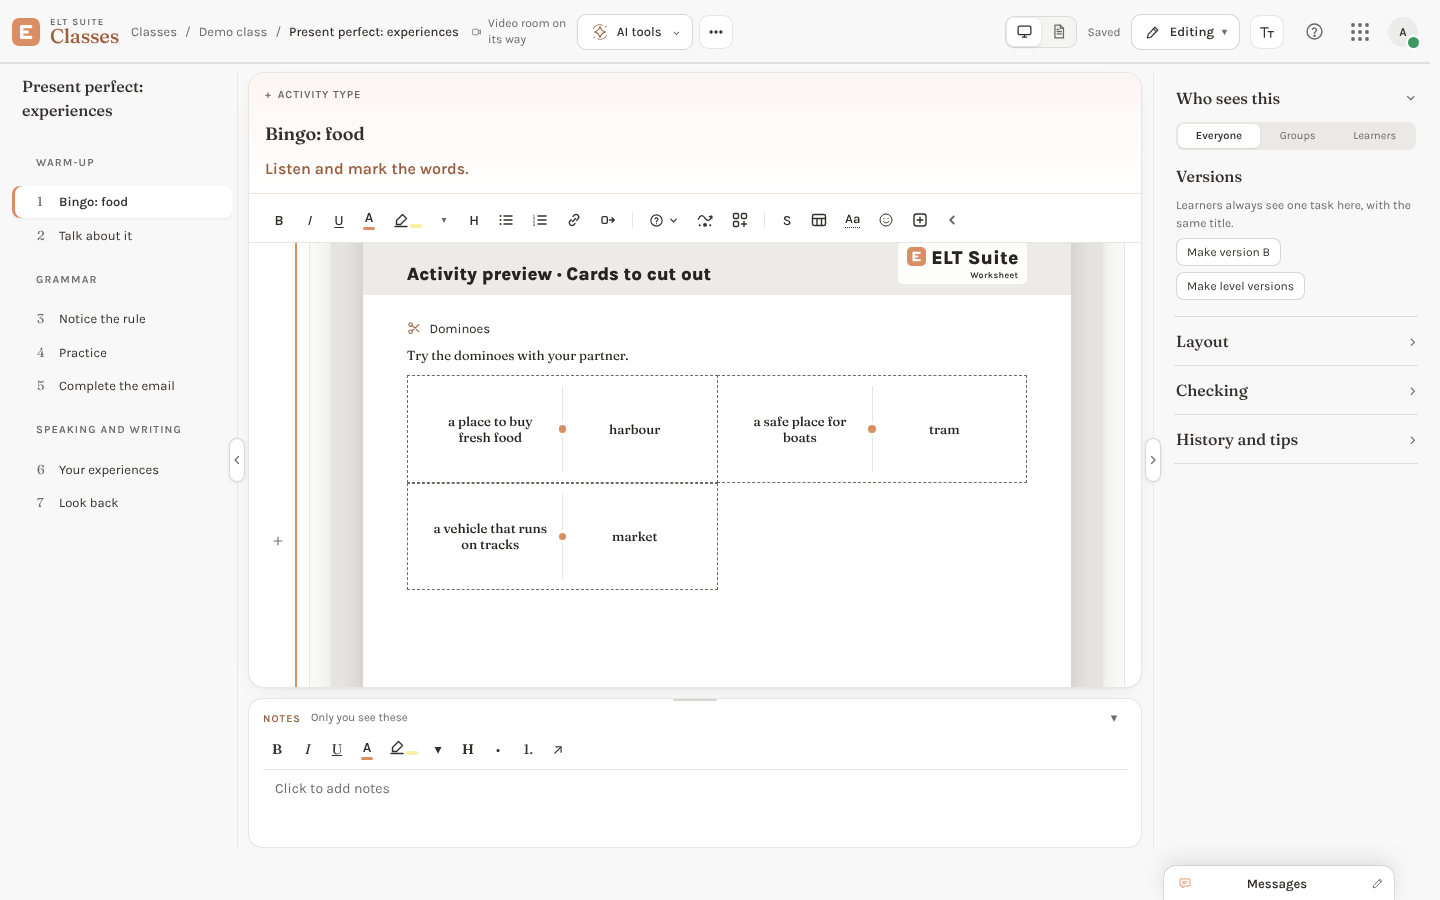 ELT SUITE
Classes
Classes / Demo class / Present perfect: experiences
Video room on
its way
AI tools
Saved
Editing
A
Present perfect:
experiences
WARM-UP
1 Bingo: food
2 Talk about it
GRAMMAR
3 Notice the rule
4 Practice
5 Complete the email
SPEAKING AND WRITING
6 Your experiences
7 Look back
+ ACTIVITY TYPE
Bingo: food
Listen and mark the words.
B I U A H S Aa
Activity preview · Cards to cut out
E ELT Suite
Worksheet
Dominoes
Try the dominoes with your partner.
a place to buy
fresh food
harbour
a safe place for
boats
tram
a vehicle that runs
on tracks
market
NOTES Only you see these
B I U A H • 1.
Click to add notes
Who sees this
Everyone Groups Learners
Versions
Learners always see one task here, with the
same title.
Make version B
Make level versions
Layout
Checking
History and tips
Messages